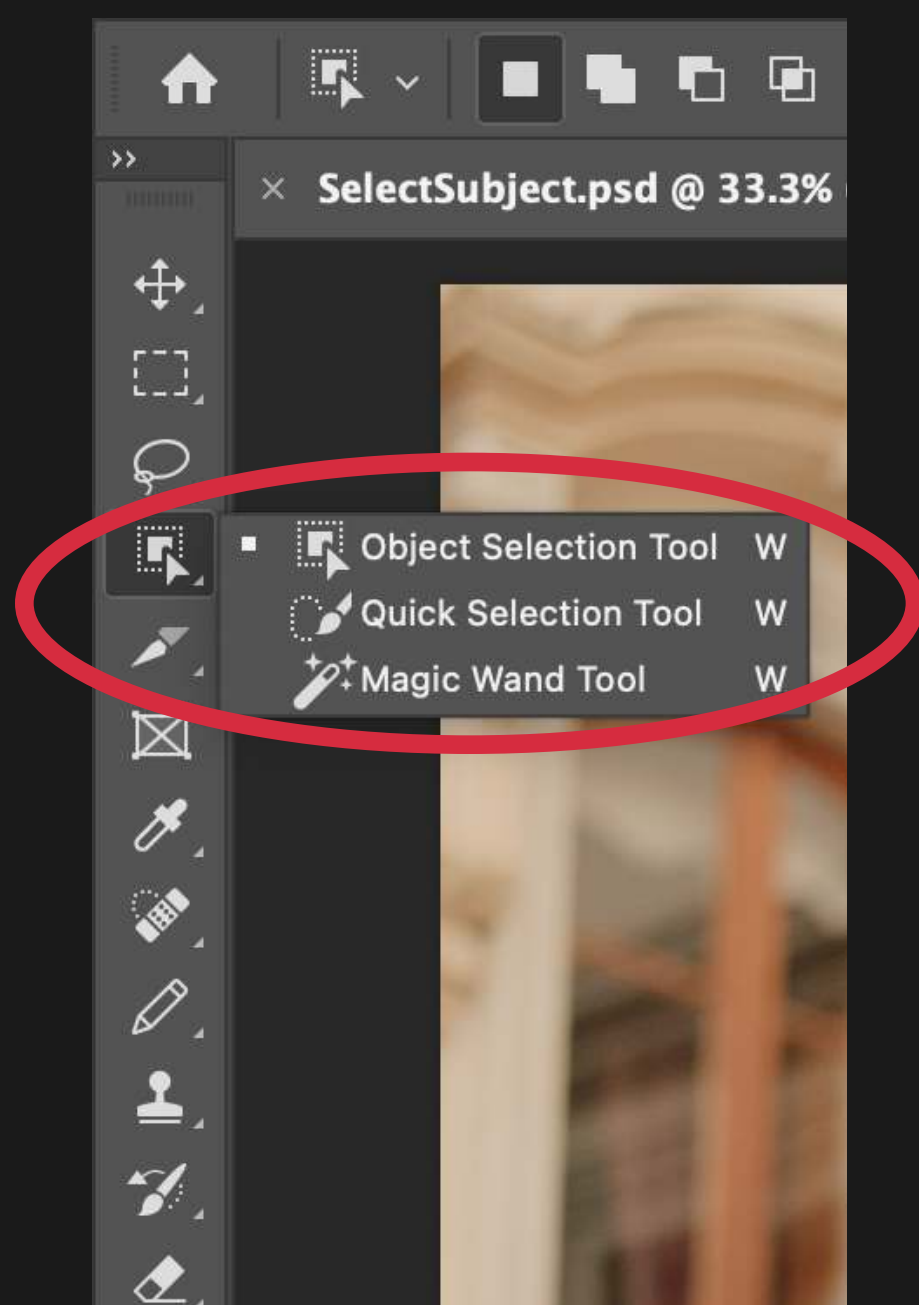 SelectSubject.psd @ 33.3%
Object Selection Tool W
Quick Selection Tool W
Magic Wand Tool W